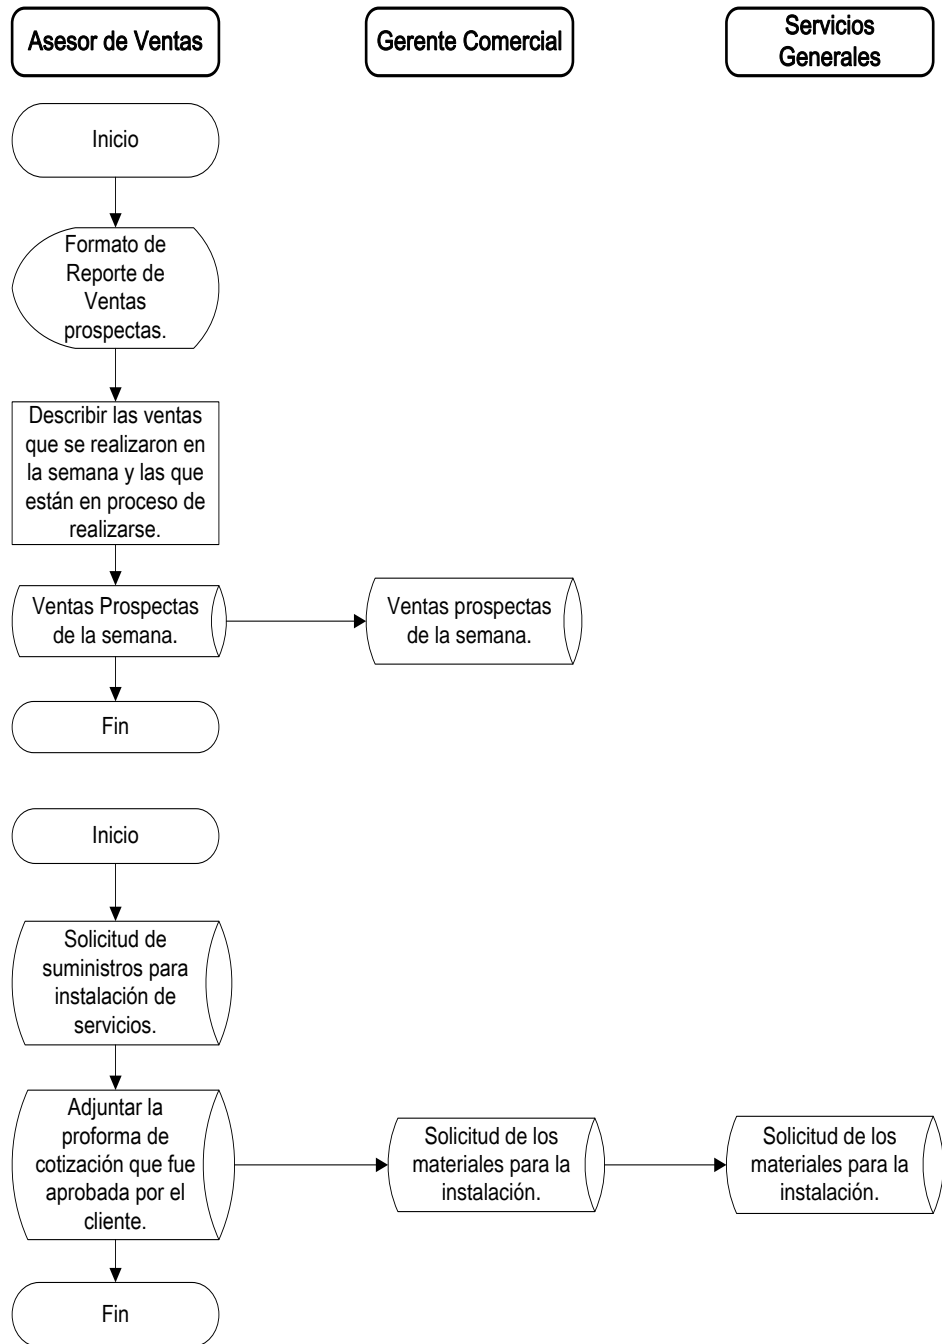 Asesor de Ventas
Gerente Comercial
Servicios
Generales
Inicio
Formato de
Reporte de
Ventas
prospectas.
Describir las ventas
que se realizaron en
la semana y las que
están en proceso de
realizarse.
Ventas Prospectas
de la semana.
Ventas prospectas
de la semana.
Fin
Inicio
Solicitud de
suministros para
instalación de
servicios.
Adjuntar la
proforma de
cotización que fue
aprobada por el
cliente.
Solicitud de los
materiales para la
instalación.
Solicitud de los
materiales para la
instalación.
Fin